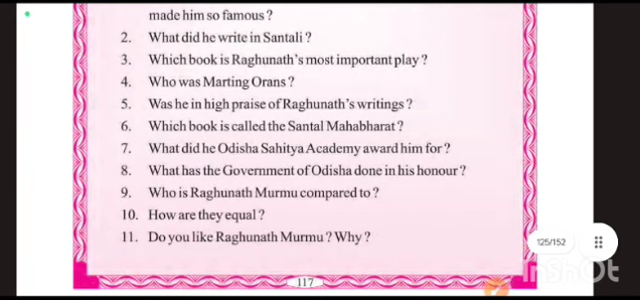 made him so famous ?
2. What did he write in Santali ?
3. Which book is Raghunath's most important play ?
4. Who was Marting Orans ?
5. Was he in high praise of Raghunath's writings ?
6. Which book is called the Santal Mahabharat ?
7. What did he Odisha Sahitya Academy award him for ?
8. What has the Government of Odisha done in his honour ?
9. Who is Raghunath Murmu compared to ?
10. How are they equal ?
11. Do you like Raghunath Murmu ? Why ?
125/152
InShOt
117